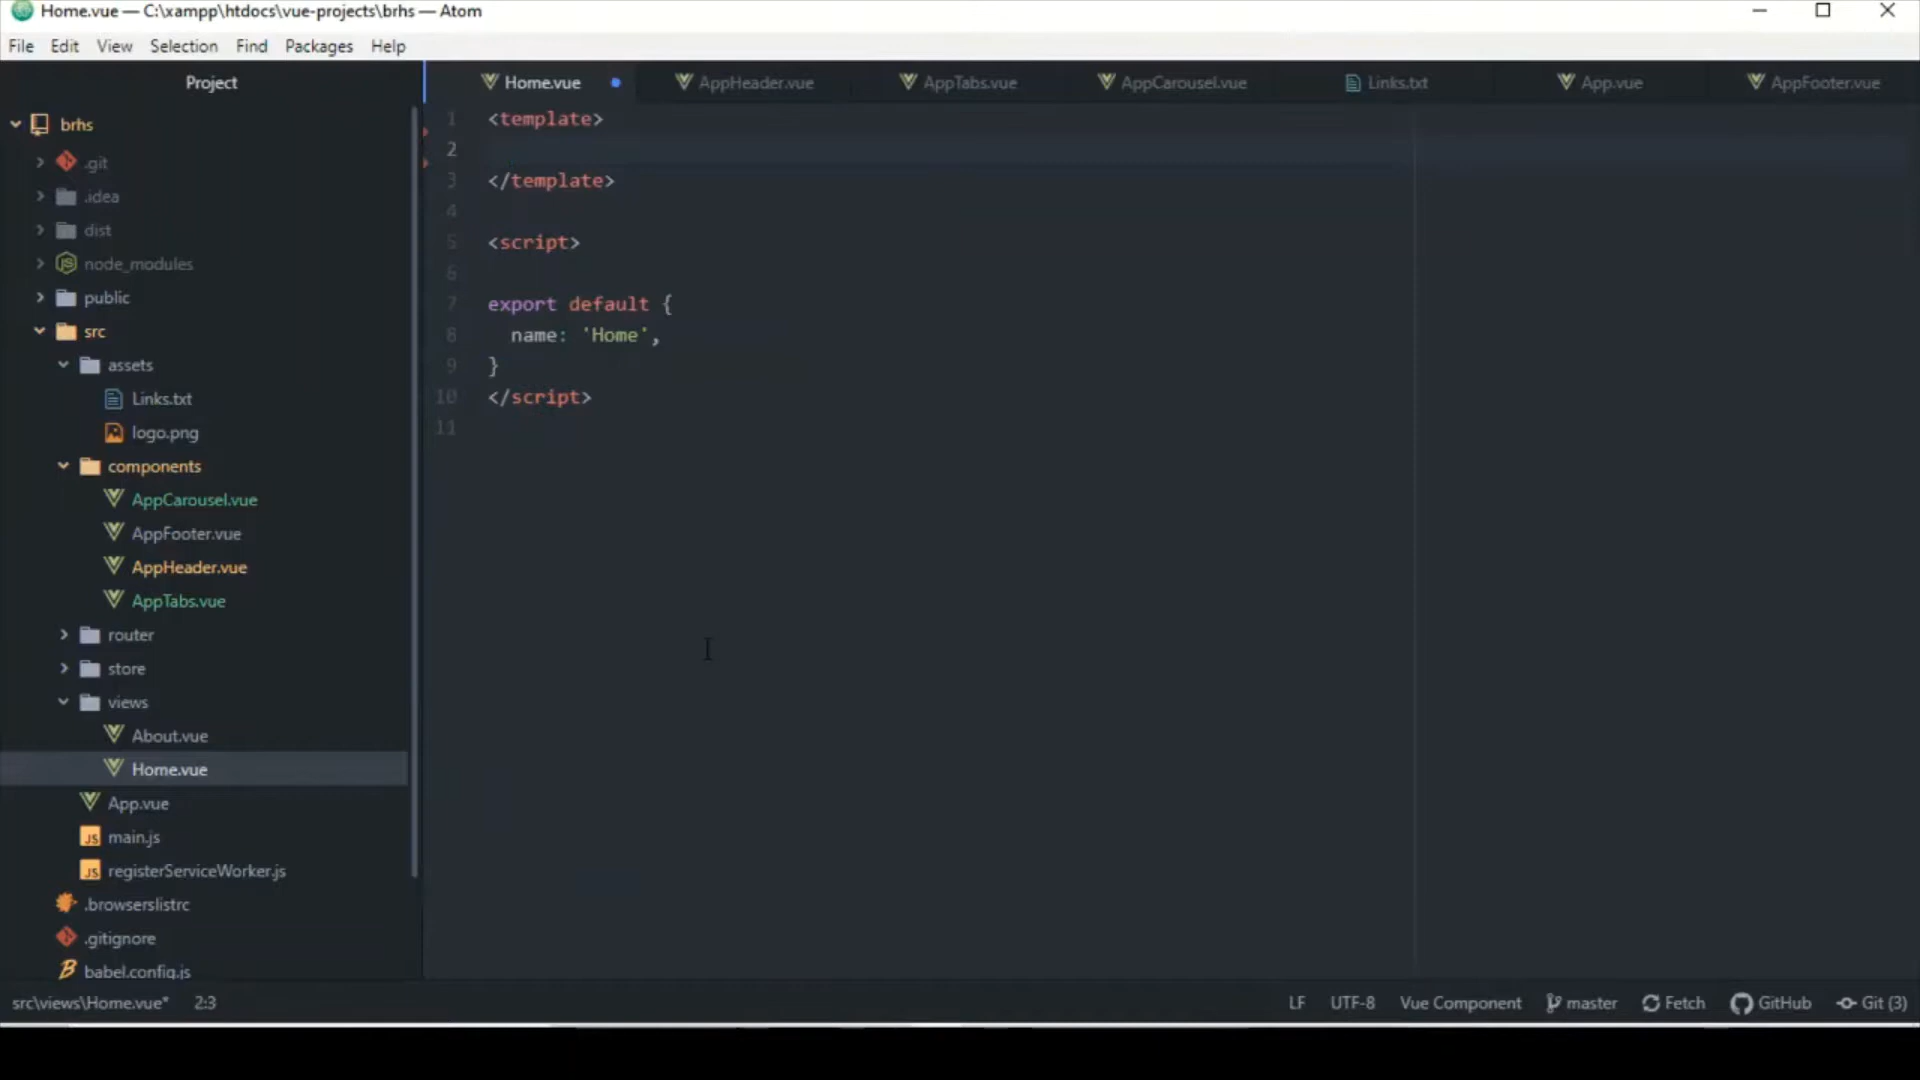 Home.vue — C:\xampp\htdocs\vue-projects\brhs — Atom
File Edit View Selection Find Packages Help
Project
Home.vue AppHeader.vue AppTabs.vue AppCarousel.vue Links.txt App.vue AppFooter.vue
brhs
.git
.idea
dist
node_modules
public
src
assets
Links.txt
logo.png
components
AppCarousel.vue
AppFooter.vue
AppHeader.vue
AppTabs.vue
router
store
views
About.vue
Home.vue
App.vue
JS main.js
JS registerServiceWorker.js
.browserslistrc
.gitignore
babel.config.js
1 <template>
2
3 </template>
4
5 <script>
6
7 export default {
8 name: 'Home',
9 }
10 </script>
11
src\views\Home.vue* 2:3 LF UTF-8 Vue Component master Fetch GitHub Git (3)